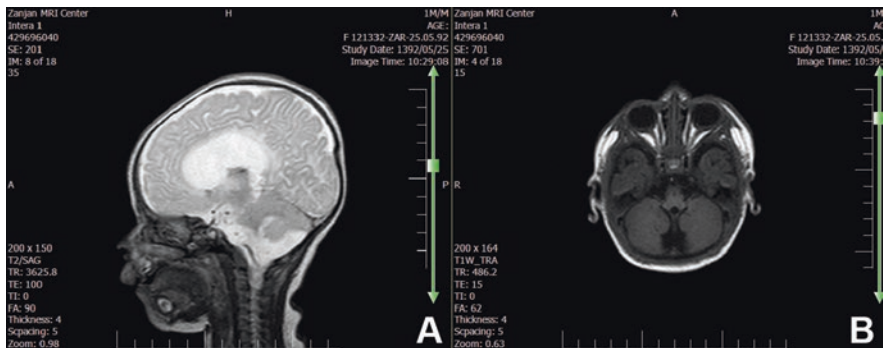 Zanjan MRI Center
Intera 1
429696040
SE: 201
IM: 8 of 18
35
H
1M/M
AGE:
F 121332-ZAR-25.05.92
Study Date: 1392/05/25
Image Time: 10:29:08
A
P
200 x 150
T2/SAG
TR: 3625.8
TE: 100
TI: 0
FA: 90
Thickness: 4
Scpacing: 5
Zoom: 0.98
A
Zanjan MRI Center
Intera 1
429696040
SE: 701
IM: 4 of 18
15
A
1M/M
AGE:
F 121332-ZAR-25.05.
Study Date: 1392/05
Image Time: 10:39:
R
200 x 164
T1W_TRA
TR: 486.2
TE: 15
TI: 0
FA: 62
Thickness: 4
Scpacing: 5
Zoom: 0.63
B